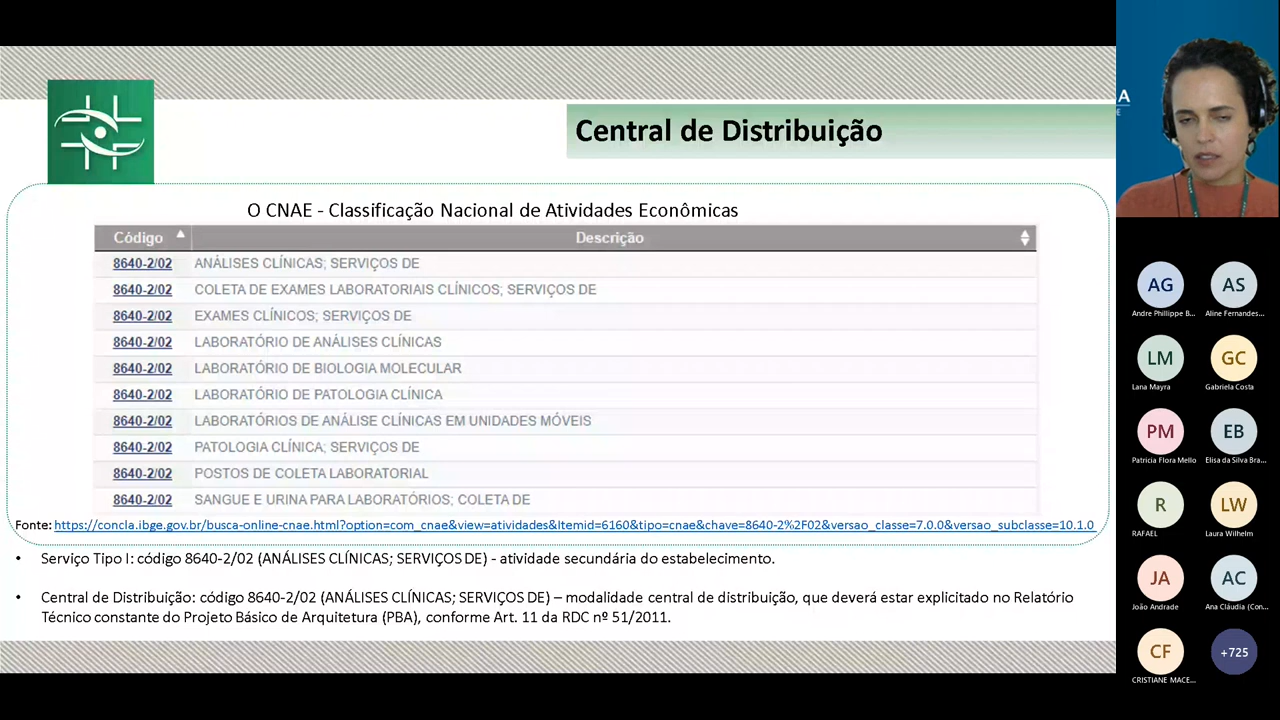 Central de Distribuição
O CNAE - Classificação Nacional de Atividades Econômicas
Código Descrição
8640-2/02 ANÁLISES CLÍNICAS; SERVIÇOS DE
8640-2/02 COLETA DE EXAMES LABORATORIAIS CLÍNICOS; SERVIÇOS DE
8640-2/02 EXAMES CLÍNICOS; SERVIÇOS DE
8640-2/02 LABORATÓRIO DE ANÁLISES CLÍNICAS
8640-2/02 LABORATÓRIO DE BIOLOGIA MOLECULAR
8640-2/02 LABORATÓRIO DE PATOLOGIA CLÍNICA
8640-2/02 LABORATÓRIOS DE ANÁLISE CLÍNICAS EM UNIDADES MÓVEIS
8640-2/02 PATOLOGIA CLÍNICA; SERVIÇOS DE
8640-2/02 POSTOS DE COLETA LABORATORIAL
8640-2/02 SANGUE E URINA PARA LABORATÓRIOS; COLETA DE
Fonte: https://concla.ibge.gov.br/busca-online-cnae.html?option=com_cnae&view=atividades&Itemid=6160&tipo=cnae&chave=8640-2%2F02&versao_classe=7.0.0&versao_subclasse=10.1.0
• Serviço Tipo I: código 8640-2/02 (ANÁLISES CLÍNICAS; SERVIÇOS DE) - atividade secundária do estabelecimento.
• Central de Distribuição: código 8640-2/02 (ANÁLISES CLÍNICAS; SERVIÇOS DE) – modalidade central de distribuição, que deverá estar explicitado no Relatório
Técnico constante do Projeto Básico de Arquitetura (PBA), conforme Art. 11 da RDC nº 51/2011.
A
E
AG AS
Andre Phillippe B... Aline Fernandes...
LM GC
Lana Mayra Gabriela Costa
PM EB
Patricia Flora Mello Elisa da Silva Bra...
R LW
RAFAEL Laura Wilhelm
JA AC
João Andrade Ana Cláudia (Con...
CF +725
CRISTIANE MACE...